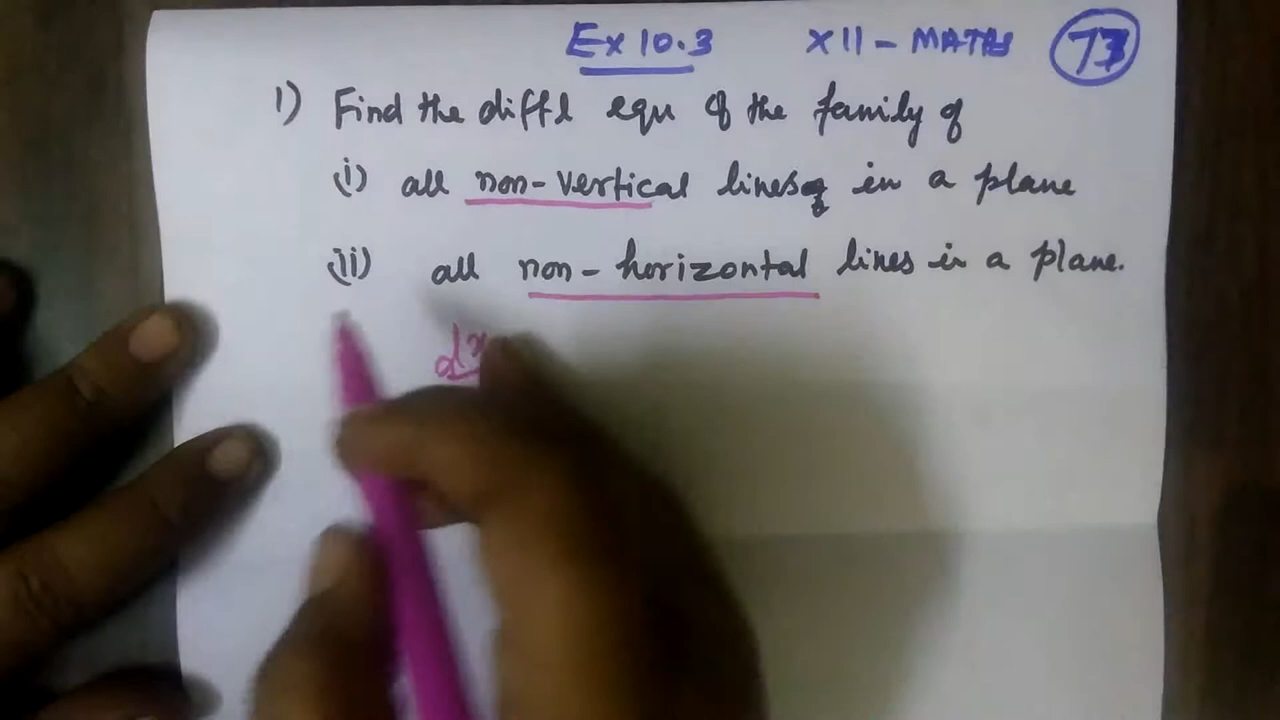 Ex 10.3 XII - MATHS 73
1) Find the diffl equ of the family of
(i) all non-vertical lines in a plane
(ii) all non-horizontal lines in a plane.
dx